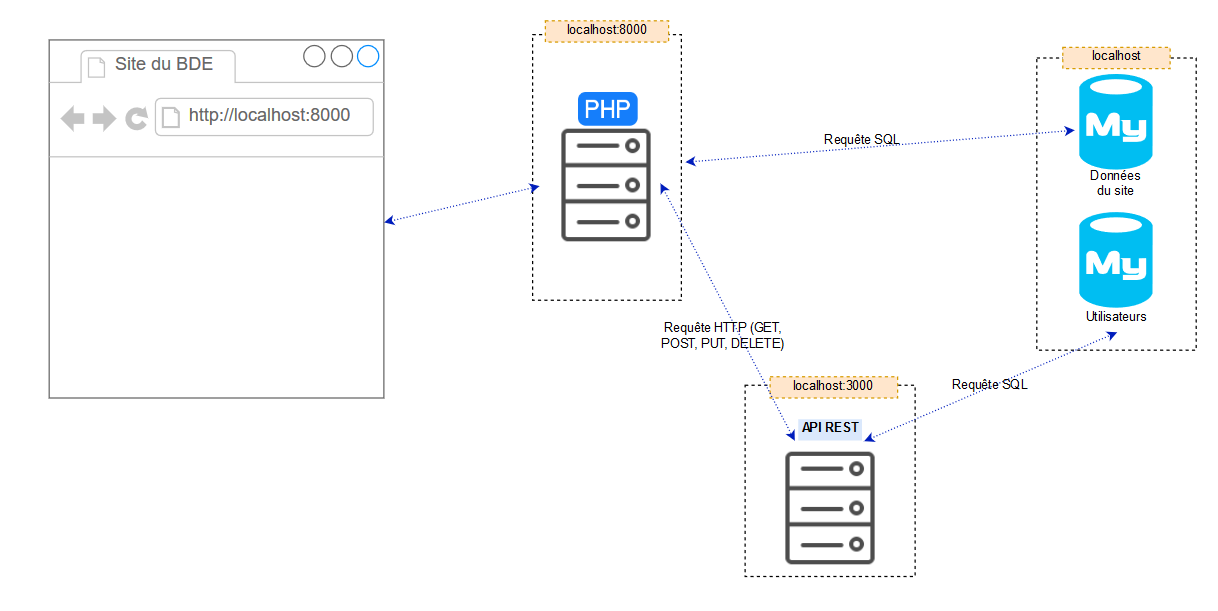 Site du BDE
http://localhost:8000
localhost:8000
PHP
Requête SQL
localhost
My
Données
du site
My
Utilisateurs
Requête HTTP (GET,
POST, PUT, DELETE)
localhost:3000
API REST
Requête SQL